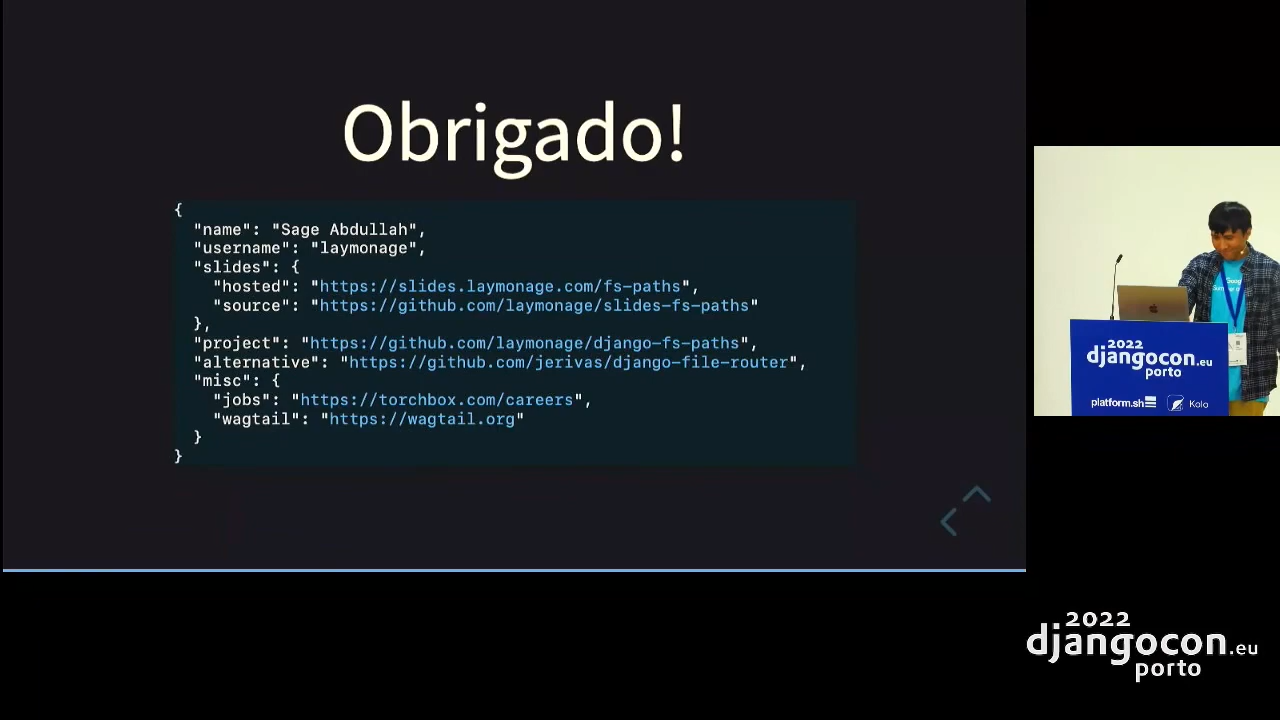 Obrigado!
{
"name": "Sage Abdullah",
"username": "laymonage",
"slides": {
"hosted": "https://slides.laymonage.com/fs-paths",
"source": "https://github.com/laymonage/slides-fs-paths"
},
"project": "https://github.com/laymonage/django-fs-paths",
"alternative": "https://github.com/jerivas/django-file-router",
"misc": {
"jobs": "https://torchbox.com/careers",
"wagtail": "https://wagtail.org"
}
}
2022
djangocon.eu
porto
platform.sh
Kolo
2022
djangocon.eu
porto